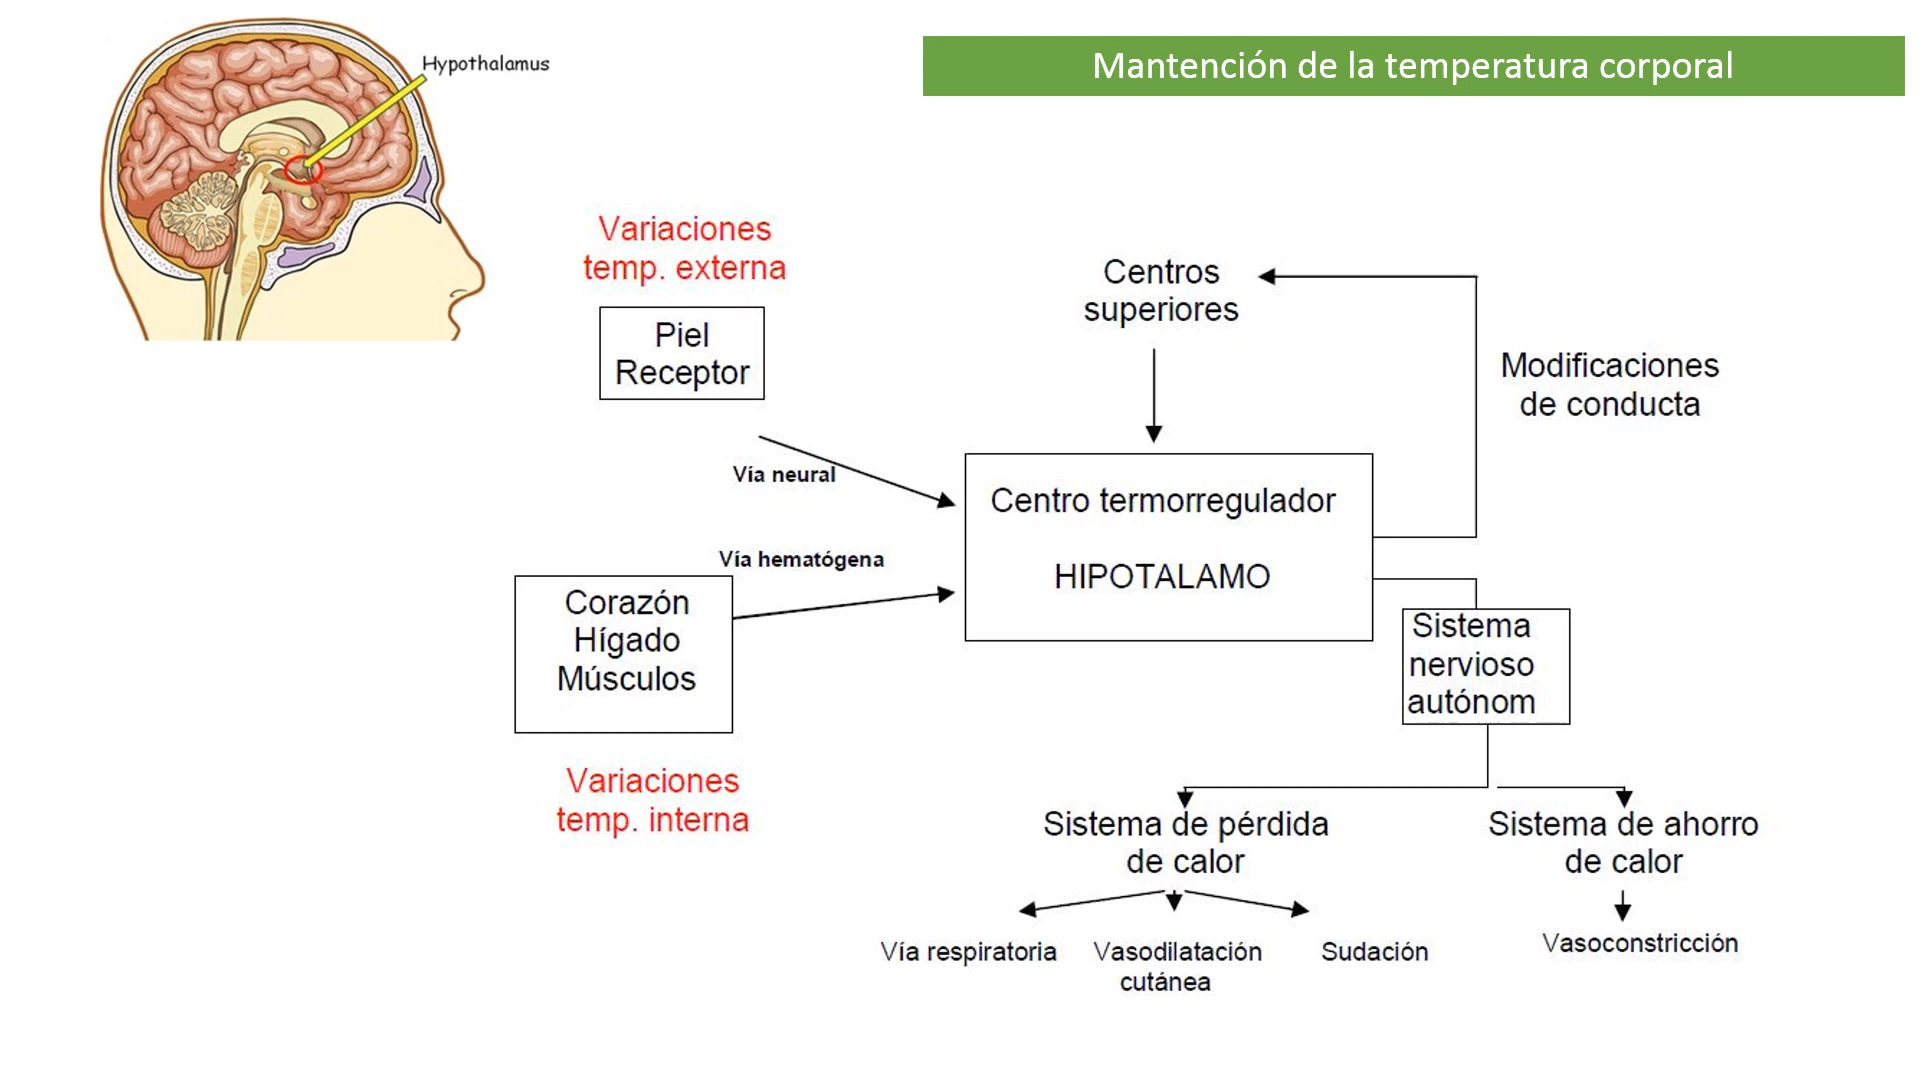 Hypothalamus
Mantención de la temperatura corporal
Variaciones
temp. externa
Piel
Receptor
Centros
superiores
Modificaciones
de conducta
Vía neural
Centro termorregulador
HIPOTALAMO
Vía hematógena
Corazón
Hígado
Músculos
Variaciones
temp. interna
Sistema
nervioso
autónom
Sistema de pérdida
de calor
Sistema de ahorro
de calor
Vía respiratoria
Vasodilatación
cutánea
Sudación
Vasoconstricción